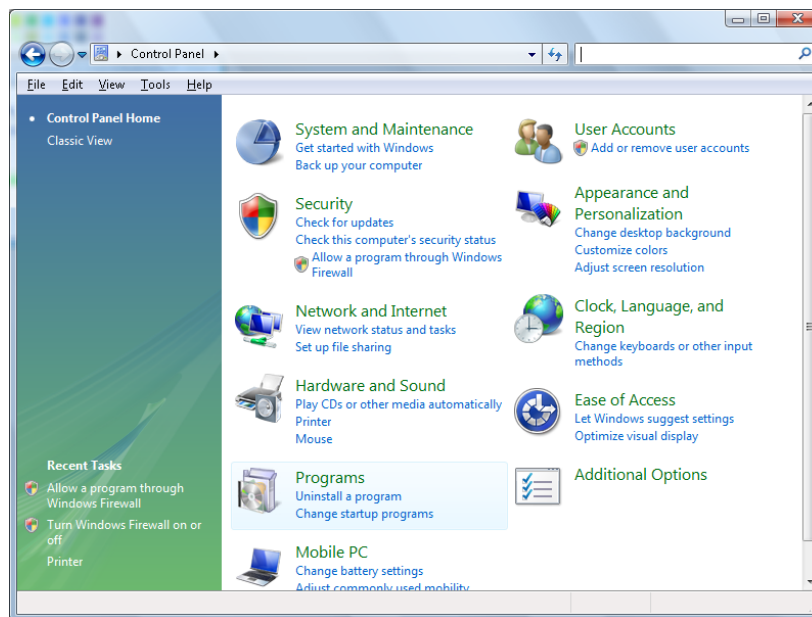 Control Panel
File Edit View Tools Help
Control Panel Home
Classic View
System and Maintenance
Get started with Windows
Back up your computer
Security
Check for updates
Check this computer's security status
Allow a program through Windows
Firewall
Network and Internet
View network status and tasks
Set up file sharing
Hardware and Sound
Play CDs or other media automatically
Printer
Mouse
Programs
Uninstall a program
Change startup programs
Mobile PC
Change battery settings
Adjust commonly used mobility
User Accounts
Add or remove user accounts
Appearance and
Personalization
Change desktop background
Customize colors
Adjust screen resolution
Clock, Language, and
Region
Change keyboards or other input
methods
Ease of Access
Let Windows suggest settings
Optimize visual display
Additional Options
Recent Tasks
Allow a program through
Windows Firewall
Turn Windows Firewall on or
off
Printer